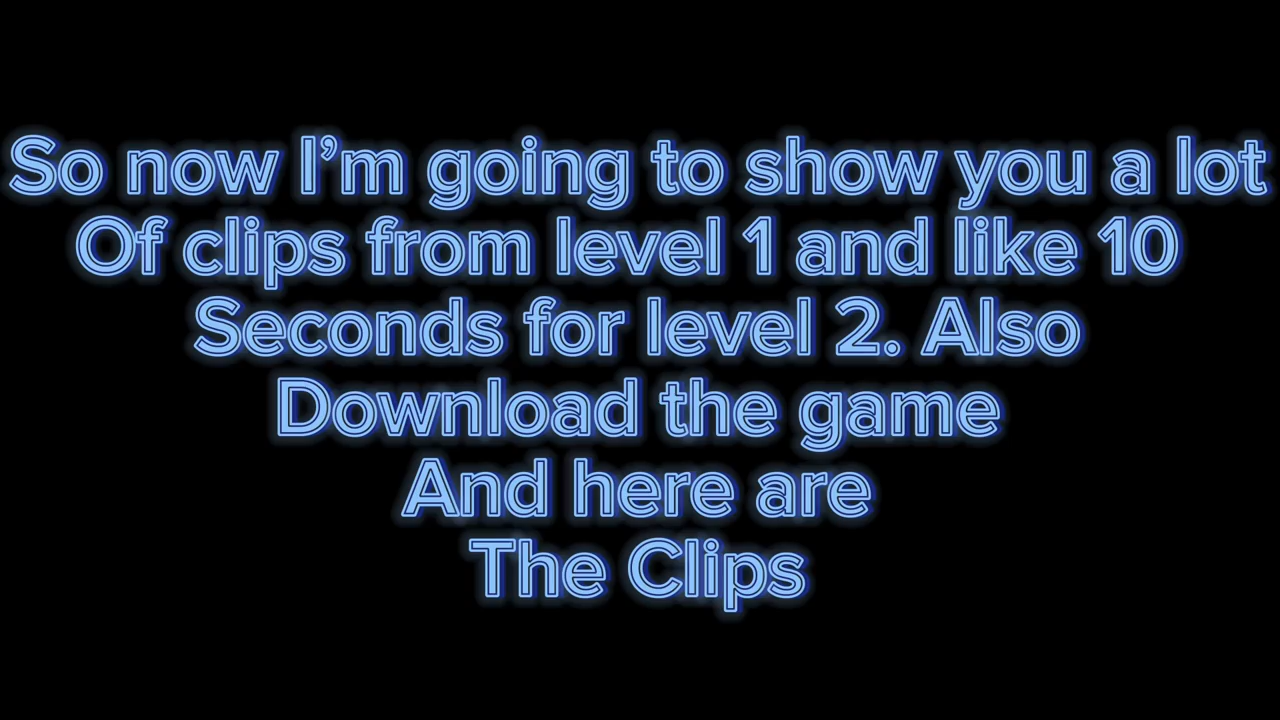 So now I’m going to show you a lot
Of clips from level 1 and like 10
Seconds for level 2. Also
Download the game
And here are
The Clips